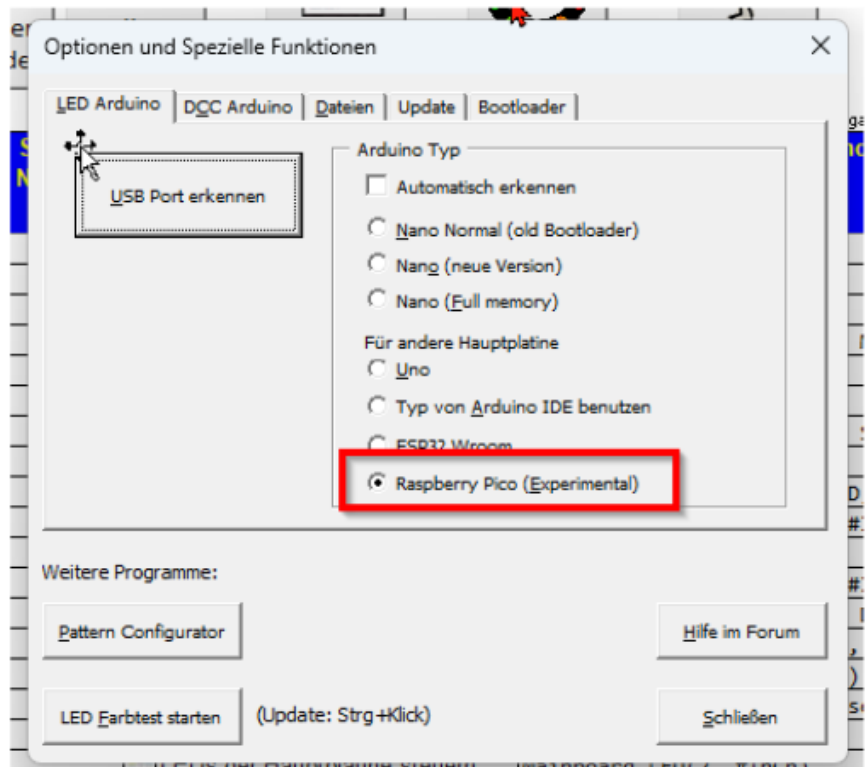 Optionen und Spezielle Funktionen
LED Arduino
DCC Arduino
Dateien
Update
Bootloader
USB Port erkennen
Arduino Typ
Automatisch erkennen
Nano Normal (old Bootloader)
Nano (neue Version)
Nano (Full memory)
Für andere Hauptplatine
Uno
Typ von Arduino IDE benutzen
ESP32 Wroom
Raspberry Pico (Experimental)
Weitere Programme:
Pattern Configurator
Hilfe im Forum
LED Farbtest starten
(Update: Strg+Klick)
Schließen